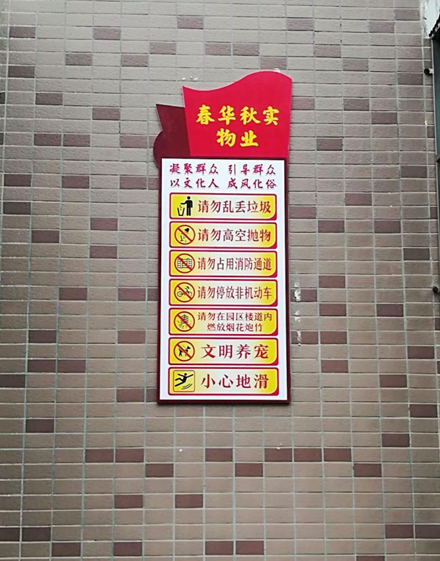 春华秋实
物业
凝聚群众 引导群众
以文化人 成风化俗
请勿乱丢垃圾
请勿高空抛物
请勿占用消防通道
请勿停放非机动车
请勿在园区楼道内
燃放烟花炮竹
文明养宠
小心地滑